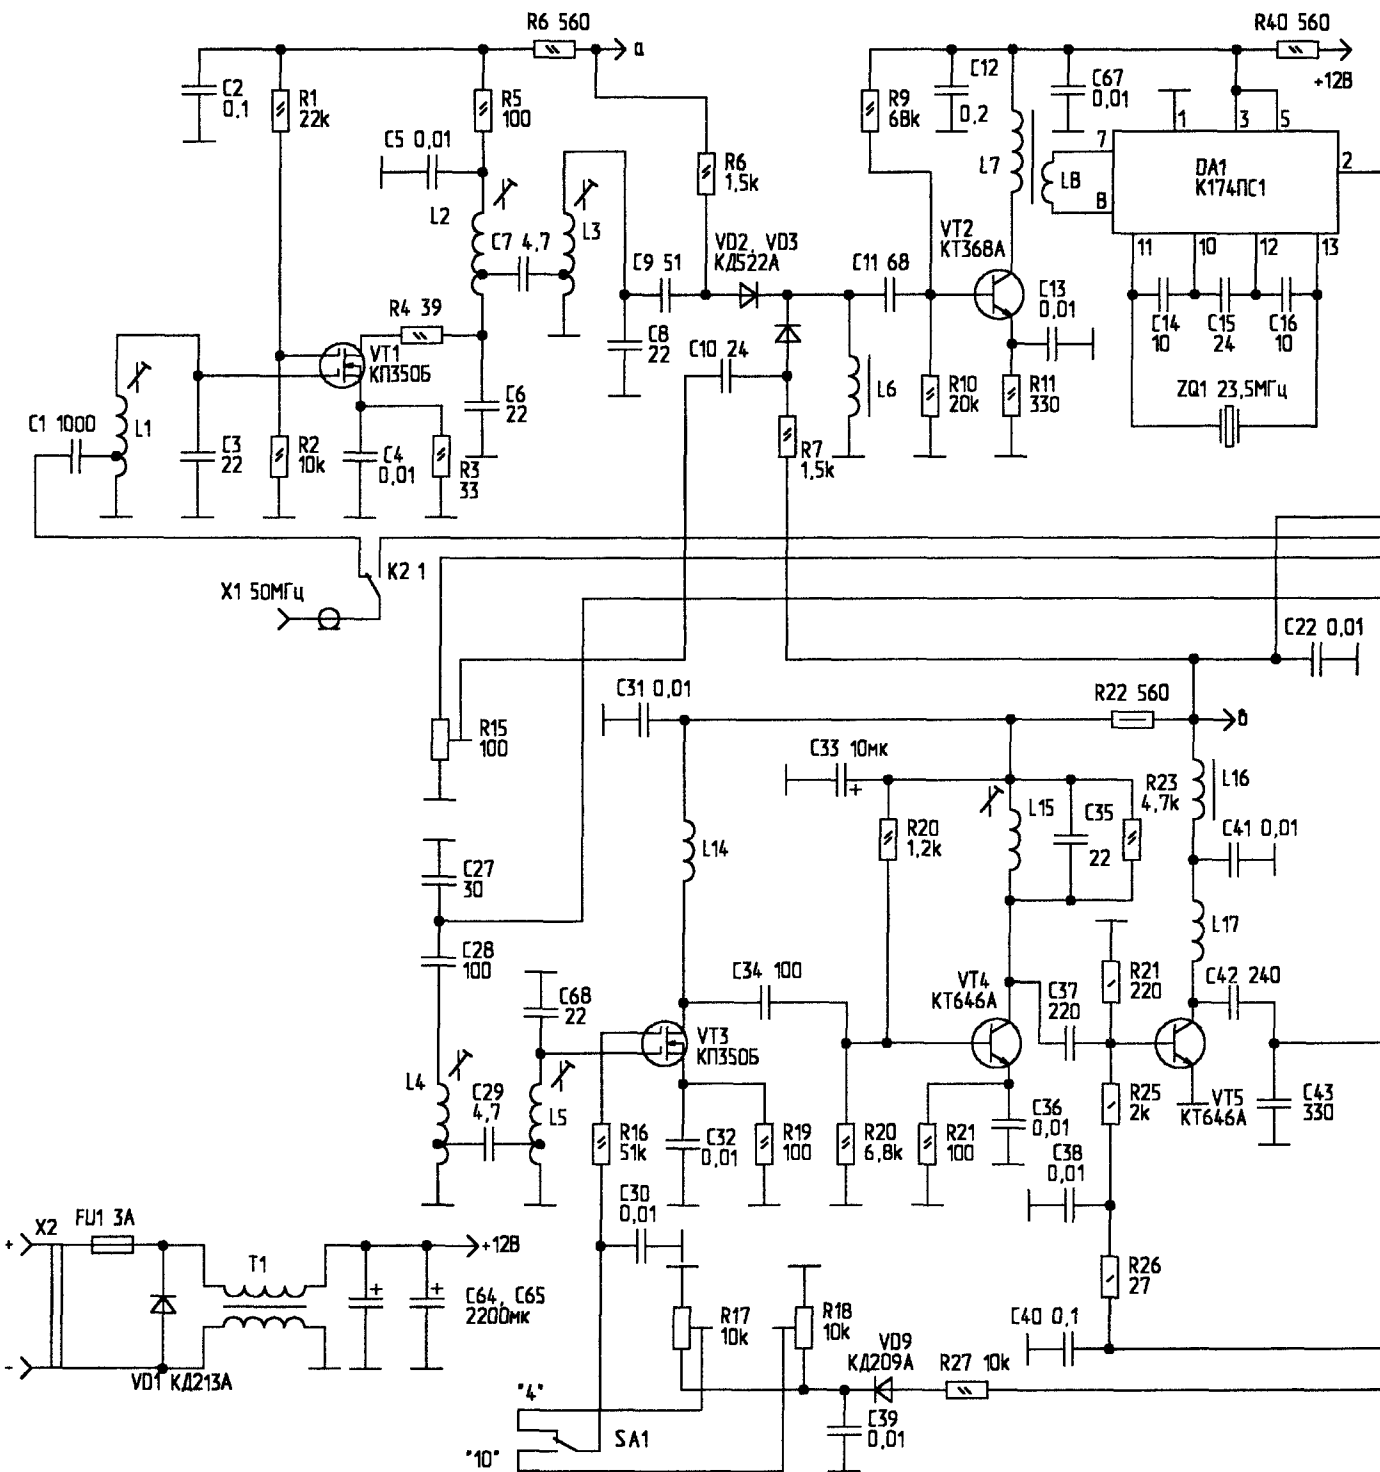 R6 560
a
R40 560
+12В
C2
0,1
R1
22k
R5
100
C5 0,01
L2
L3
C7 4,7
R6
1,5k
R9
68k
C12
0,2
C67
0,01
L7
L8
1
3
5
7
8
2
DA1
К174ПС1
11
10
12
13
C14
10
C15
24
C16
10
ZQ1 23,5МГц
VD2, VD3
КД522А
C9 51
C11 68
VT2
КТ368А
C13
0,01
R4 39
VT1
КП350Б
C8
22
C10 24
L6
R10
20k
R11
330
C1 1000
L1
C3
22
R2
10k
C4
0,01
R3
33
C6
22
R7
1,5k
K2 1
X1 50МГц
C22 0,01
C31 0,01
R22 560
в
R15
100
C33 10мк
+
L16
R23
4,7k
L15
C35
22
R20
1,2k
C41 0,01
L14
C27
30
L17
C28
100
C34 100
VT4
КТ646А
C37
220
R21
220
C42 240
C68
22
VT3
КП350Б
L4
C29
4,7
L5
R25
2k
VT5
КТ646А
C43
330
R16
51k
C32
0,01
R19
100
R20
6,8k
R21
100
C36
0,01
C38
0,01
C30
0,01
X2
FU1 3А
+
T1
+12В
+
+
C64, C65
2200мк
-
VD1 КД213А
R26
27
R17
10k
R18
10k
C40 0,1
VD9
КД209А
R27 10k
"4"
SA1
C39
0,01
"10"